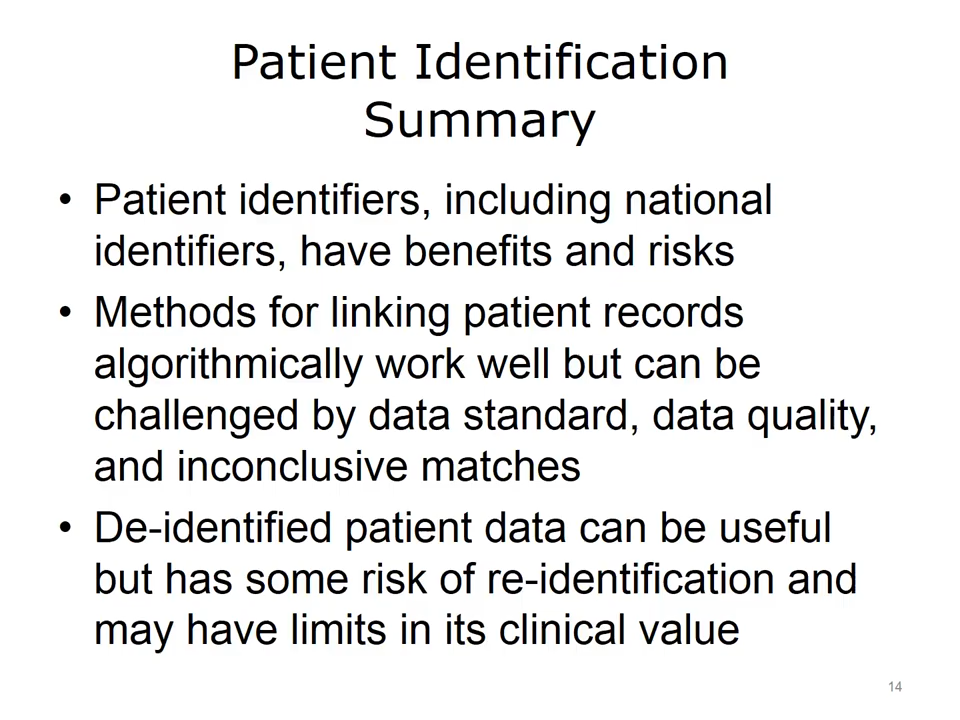 Patient Identification
Summary
• Patient identifiers, including national
identifiers, have benefits and risks
• Methods for linking patient records
algorithmically work well but can be
challenged by data standard, data quality,
and inconclusive matches
• De-identified patient data can be useful
but has some risk of re-identification and
may have limits in its clinical value
14